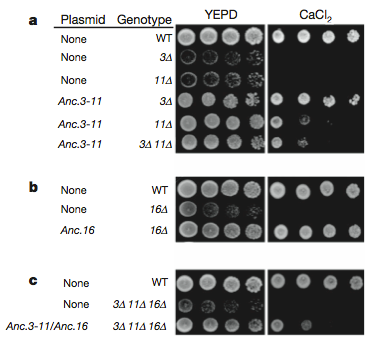 a Plasmid Genotype YEPD CaCl₂
None WT
None 3Δ
None 11Δ
Anc.3-11 3Δ
Anc.3-11 11Δ
Anc.3-11 3Δ 11Δ
b None WT
None 16Δ
Anc.16 16Δ
c None WT
None 3Δ 11Δ 16Δ
Anc.3-11/Anc.16 3Δ 11Δ 16Δ